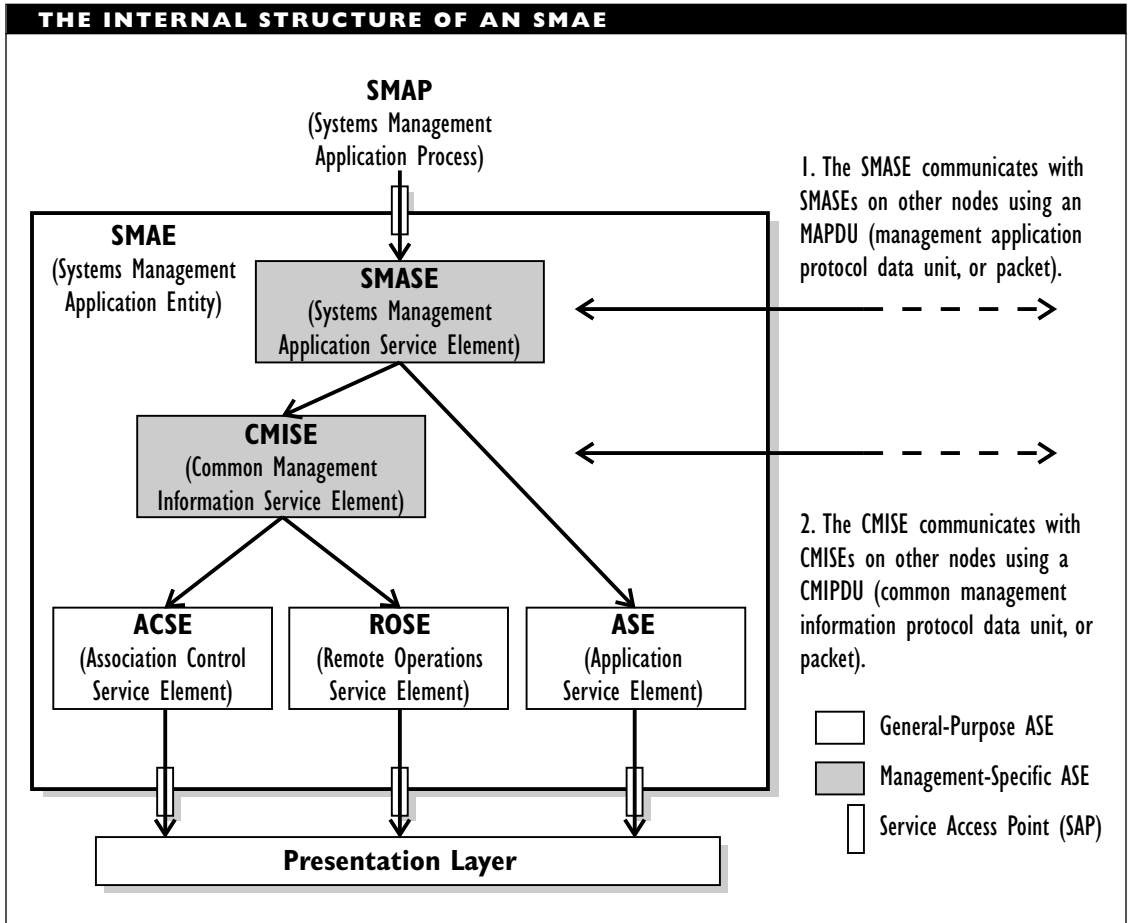 THE INTERNAL STRUCTURE OF AN SMAE
SMAP
(Systems Management
Application Process)
SMAE
(Systems Management
Application Entity)
SMASE
(Systems Management
Application Service Element)
CMISE
(Common Management
Information Service Element)
ACSE
(Association Control
Service Element)
ROSE
(Remote Operations
Service Element)
ASE
(Application
Service Element)
Presentation Layer
1. The SMASE communicates with
SMASEs on other nodes using an
MAPDU (management application
protocol data unit, or packet).
2. The CMISE communicates with
CMISEs on other nodes using a
CMIPDU (common management
information protocol data unit, or
packet).
General-Purpose ASE
Management-Specific ASE
Service Access Point (SAP)